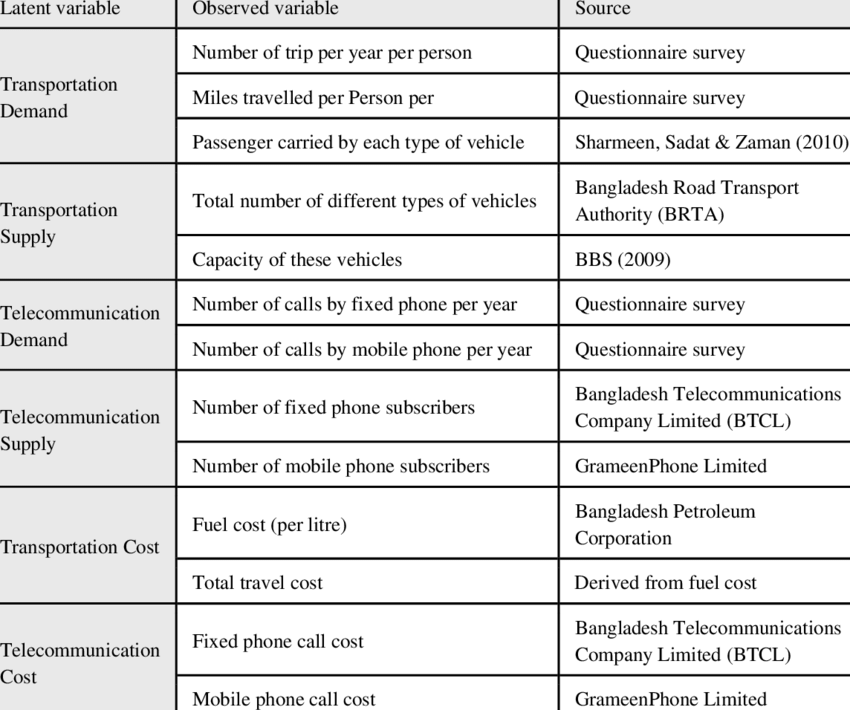 Latent variable Observed variable Source
Transportation
Demand
Number of trip per year per person Questionnaire survey
Miles travelled per Person per Questionnaire survey
Passenger carried by each type of vehicle Sharmeen, Sadat & Zaman (2010)
Transportation
Supply
Total number of different types of vehicles
Bangladesh Road Transport
Authority (BRTA)
Capacity of these vehicles BBS (2009)
Telecommunication
Demand
Number of calls by fixed phone per year Questionnaire survey
Number of calls by mobile phone per year Questionnaire survey
Telecommunication
Supply
Number of fixed phone subscribers
Bangladesh Telecommunications
Company Limited (BTCL)
Number of mobile phone subscribers GrameenPhone Limited
Transportation Cost
Fuel cost (per litre)
Bangladesh Petroleum
Corporation
Total travel cost Derived from fuel cost
Telecommunication
Cost
Fixed phone call cost
Bangladesh Telecommunications
Company Limited (BTCL)
Mobile phone call cost GrameenPhone Limited